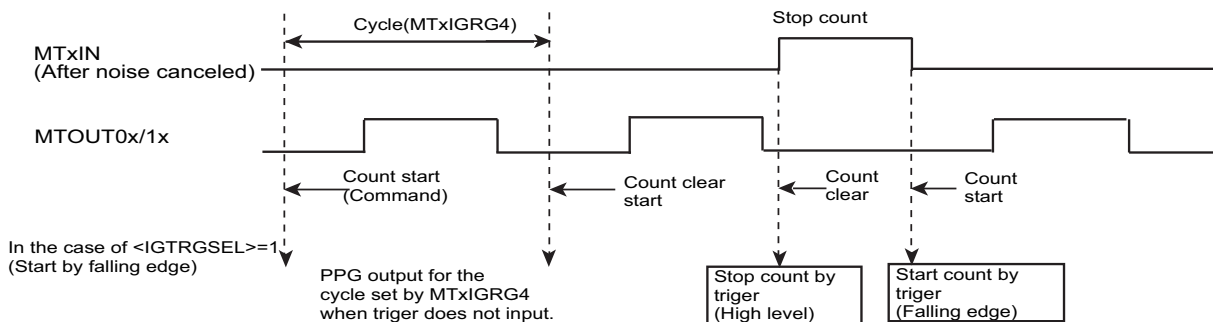 Cycle(MTxIGRG4)
Stop count
MTxIN
(After noise canceled)
MTOUT0x/1x
Count start
(Command)
Count clear
start
Count
clear
Count
start
In the case of <IGTRGSEL>=1
(Start by falling edge)
PPG output for the
cycle set by MTxIGRG4
when triger does not input.
Stop count by
triger
(High level)
Start count by
triger
(Falling edge)